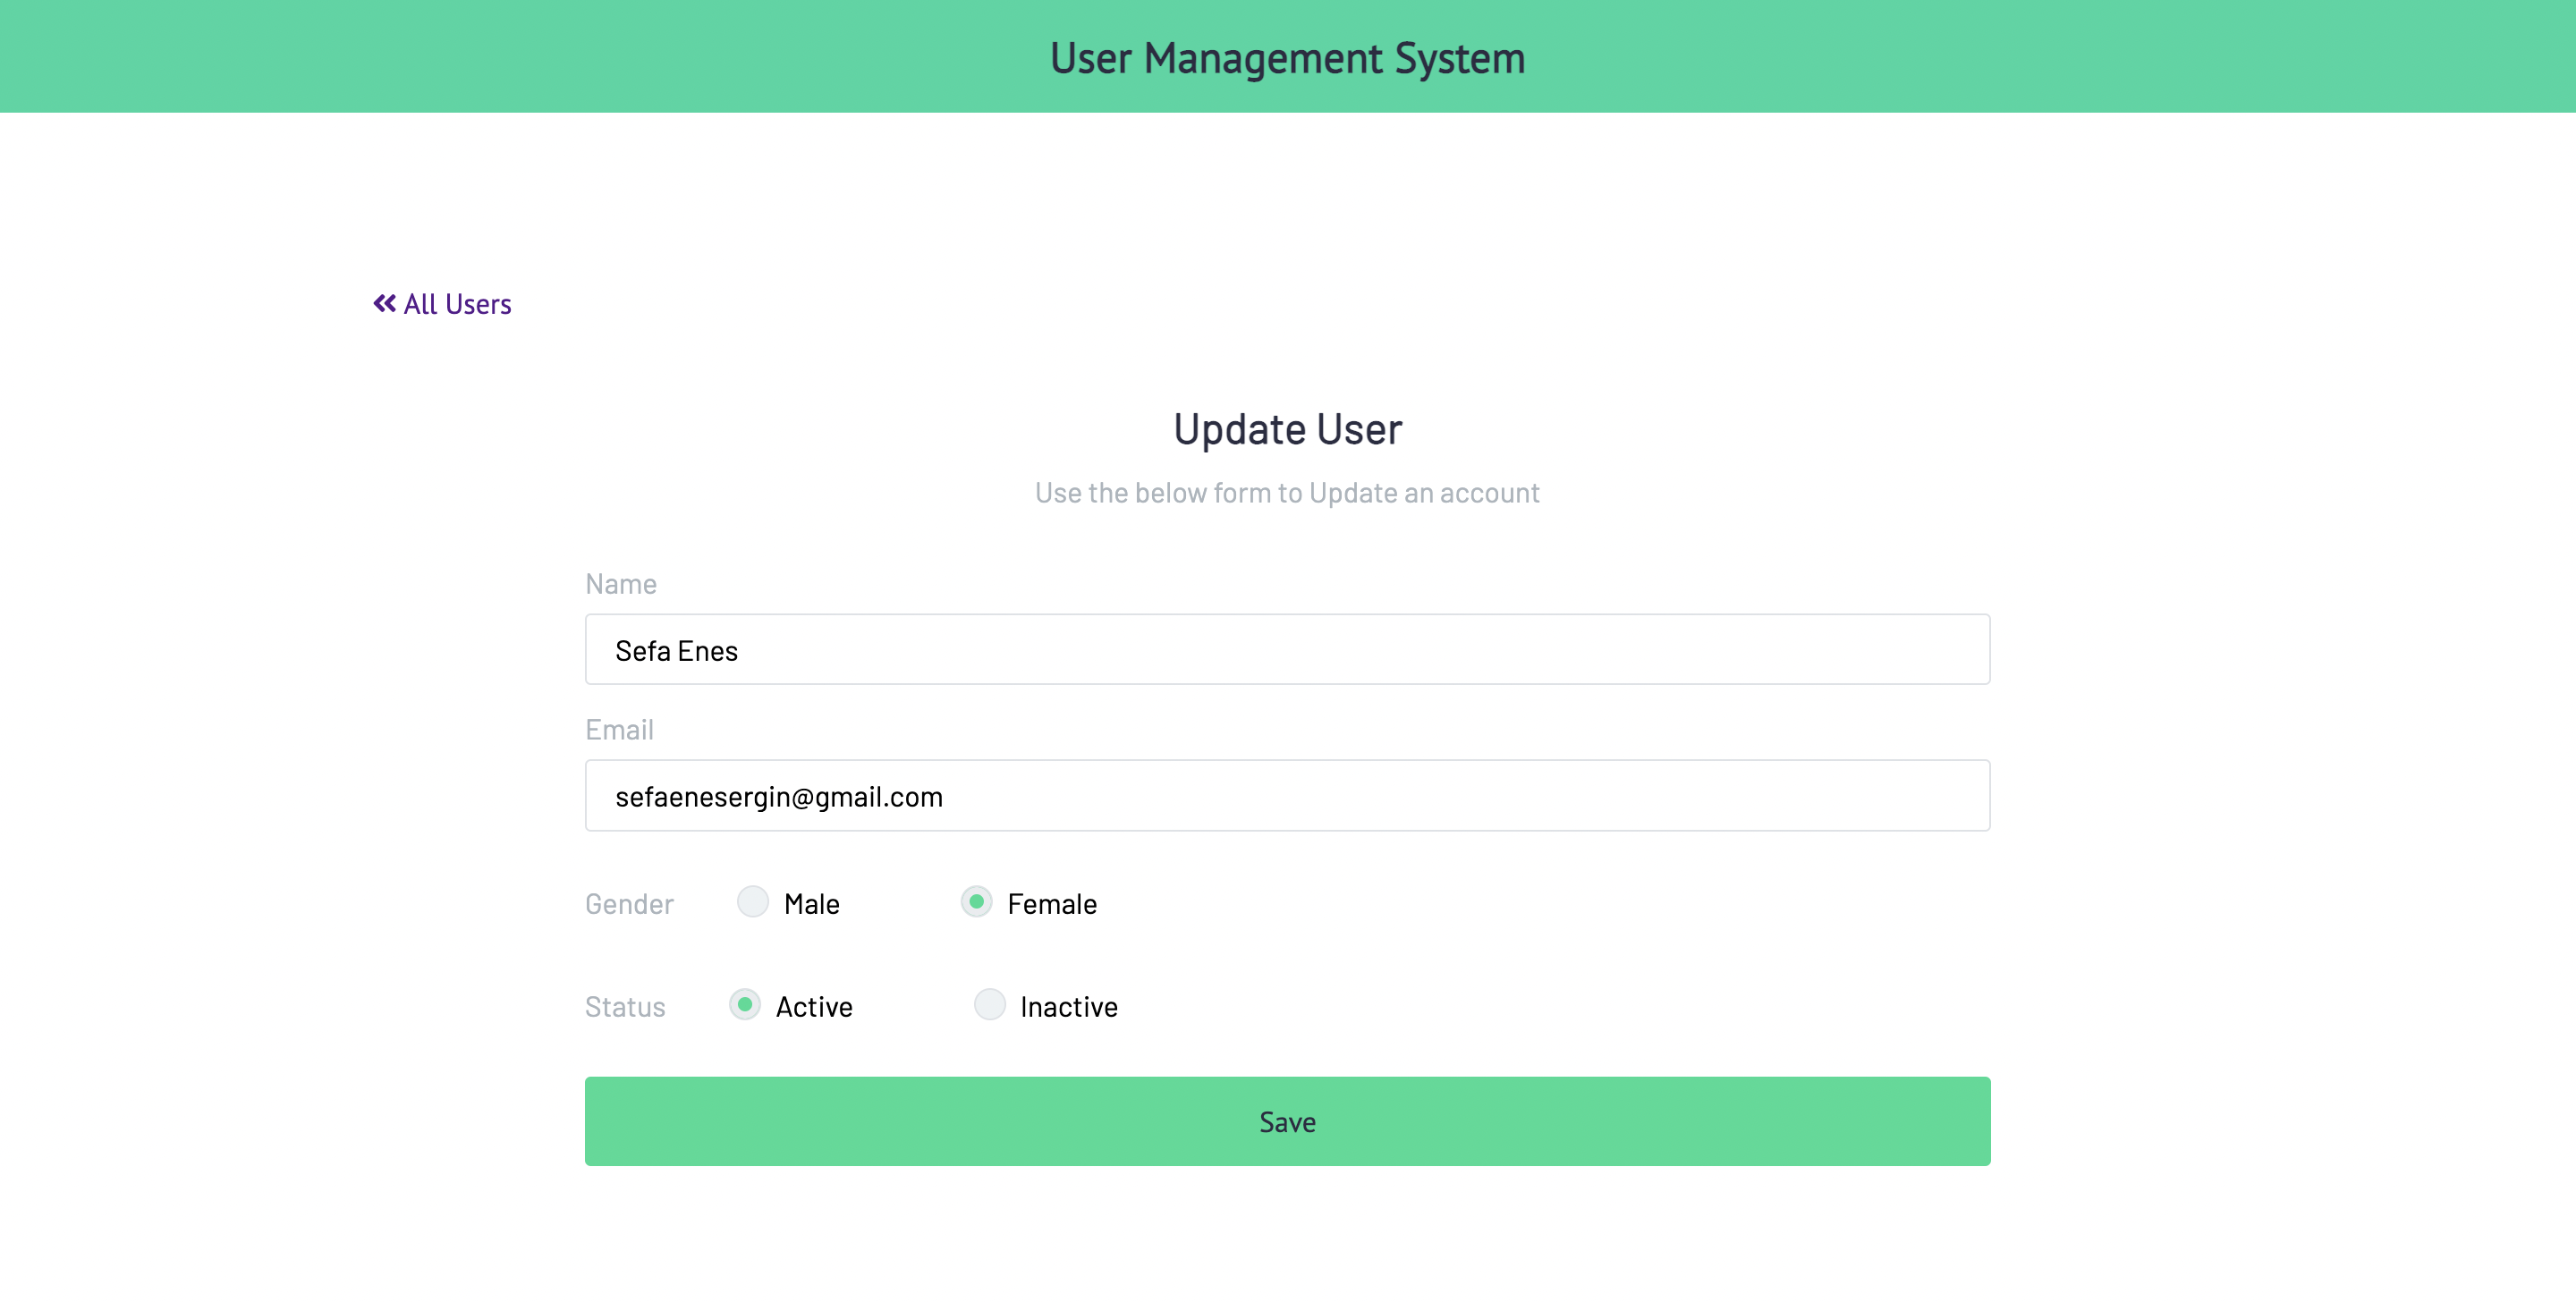 User Management System
All Users
Update User
Use the below form to Update an account
Name
Sefa Enes
Email
sefaenesergin@gmail.com
Gender Male Female
Status Active Inactive
Save